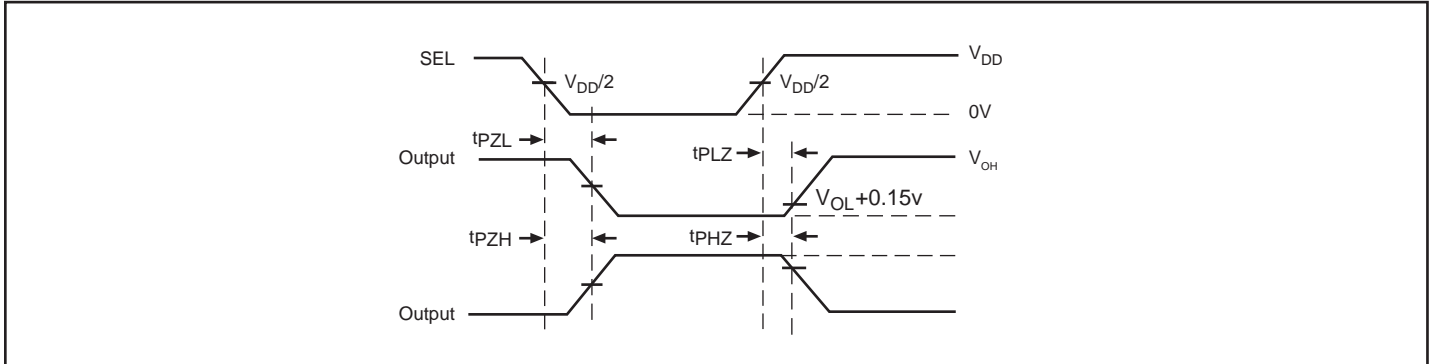 SEL
VDD/2
VDD/2
VDD
0V
tPZL
tPLZ
Output
VOH
VOL+0.15v
tPZH
tPHZ
Output